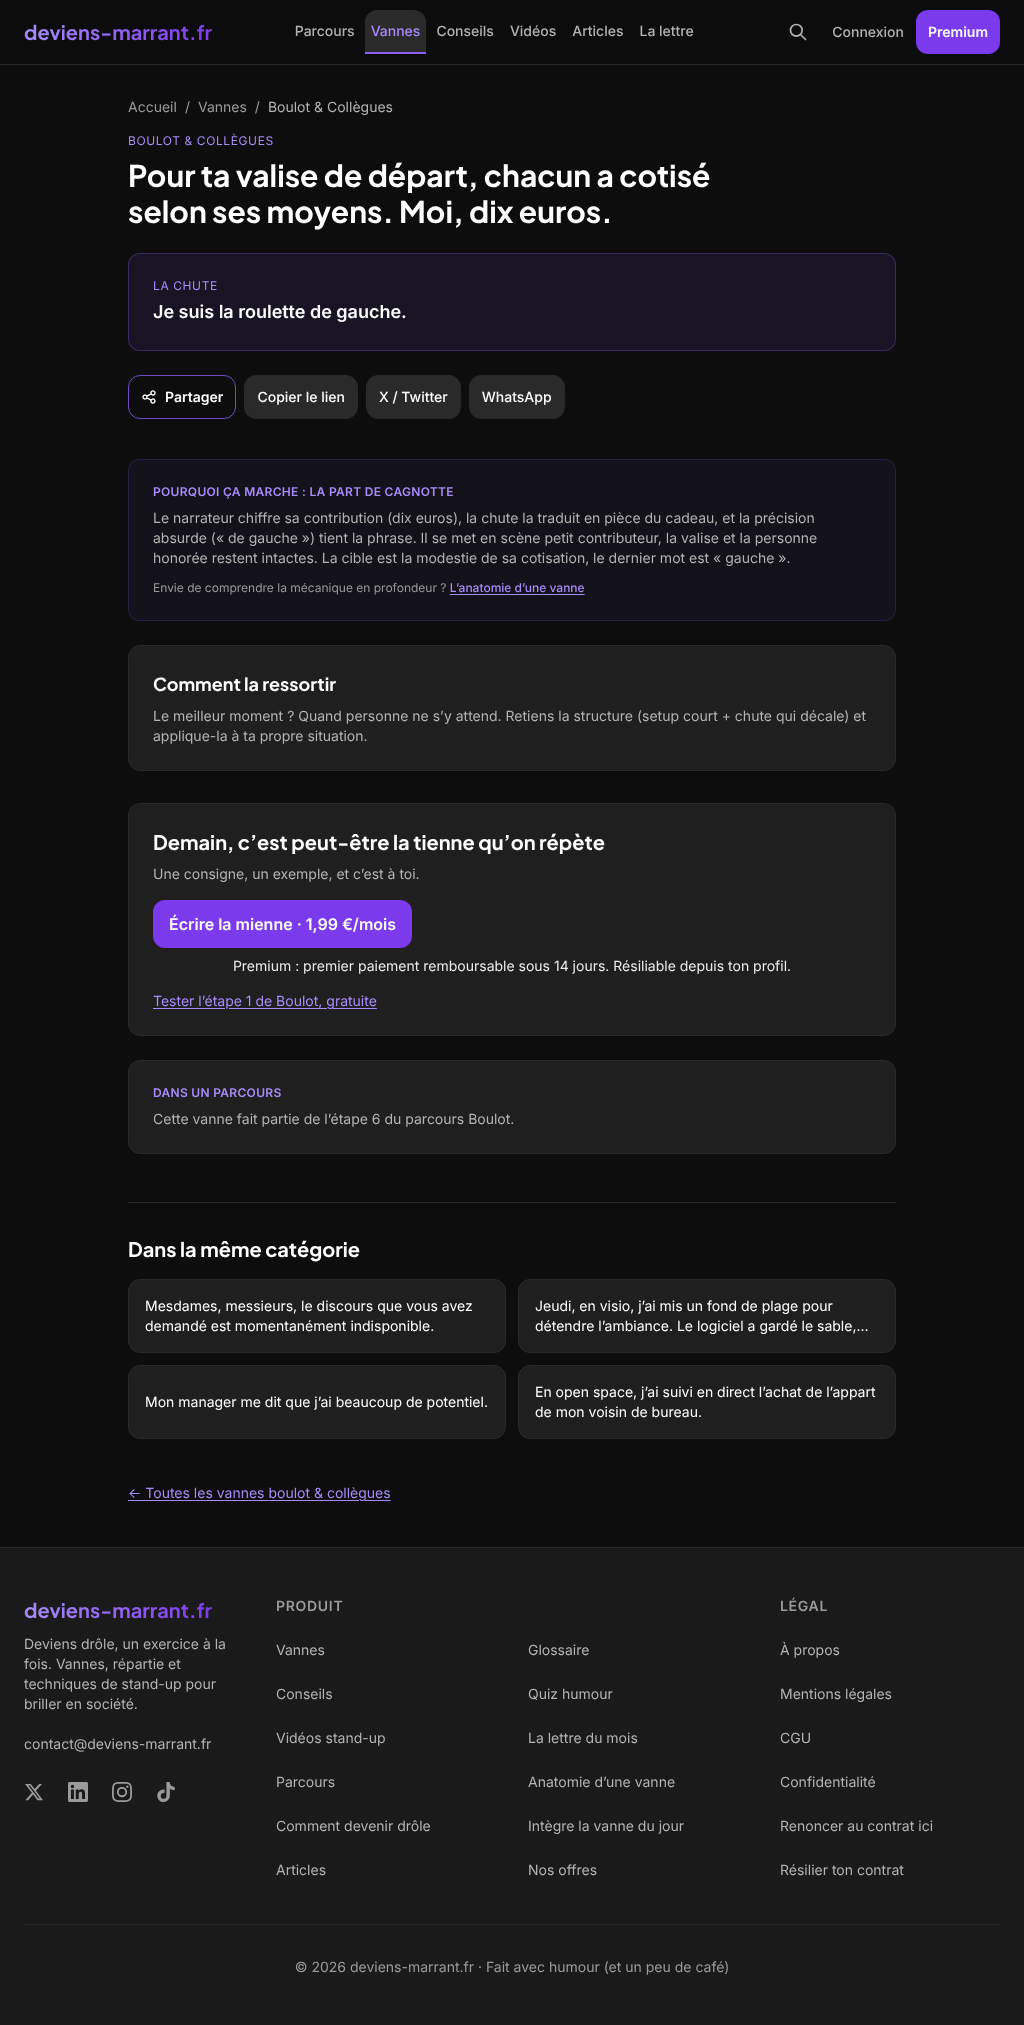 deviens-marrant.fr
Parcours
Vannes
Conseils
Vidéos
Articles
La lettre
Connexion
Premium
Accueil / Vannes / Boulot & Collègues
BOULOT & COLLÈGUES
Pour ta valise de départ, chacun a cotisé
selon ses moyens. Moi, dix euros.
LA CHUTE
Je suis la roulette de gauche.
Partager
Copier le lien
X / Twitter
WhatsApp
POURQUOI ÇA MARCHE : LA PART DE CAGNOTTE
Le narrateur chiffre sa contribution (dix euros), la chute la traduit en pièce du cadeau, et la précision
absurde (« de gauche ») tient la phrase. Il se met en scène petit contributeur, la valise et la personne
honorée restent intactes. La cible est la modestie de sa cotisation, le dernier mot est « gauche ».
Envie de comprendre la mécanique en profondeur ? L’anatomie d’une vanne
Comment la ressortir
Le meilleur moment ? Quand personne ne s’y attend. Retiens la structure (setup court + chute qui décale) et
applique-la à ta propre situation.
Demain, c’est peut-être la tienne qu’on répète
Une consigne, un exemple, et c’est à toi.
Écrire la mienne · 1,99 €/mois
Premium : premier paiement remboursable sous 14 jours. Résiliable depuis ton profil.
Tester l’étape 1 de Boulot, gratuite
DANS UN PARCOURS
Cette vanne fait partie de l’étape 6 du parcours Boulot.
Dans la même catégorie
Mesdames, messieurs, le discours que vous avez
demandé est momentanément indisponible.
Jeudi, en visio, j’ai mis un fond de plage pour
détendre l’ambiance. Le logiciel a gardé le sable,…
Mon manager me dit que j’ai beaucoup de potentiel.
En open space, j’ai suivi en direct l’achat de l’appart
de mon voisin de bureau.
← Toutes les vannes boulot & collègues
deviens-marrant.fr
Deviens drôle, un exercice à la
fois. Vannes, répartie et
techniques de stand-up pour
briller en société.
contact@deviens-marrant.fr
PRODUIT
Vannes
Conseils
Vidéos stand-up
Parcours
Comment devenir drôle
Articles
Glossaire
Quiz humour
La lettre du mois
Anatomie d’une vanne
Intègre la vanne du jour
Nos offres
LÉGAL
À propos
Mentions légales
CGU
Confidentialité
Renoncer au contrat ici
Résilier ton contrat
© 2026 deviens-marrant.fr · Fait avec humour (et un peu de café)